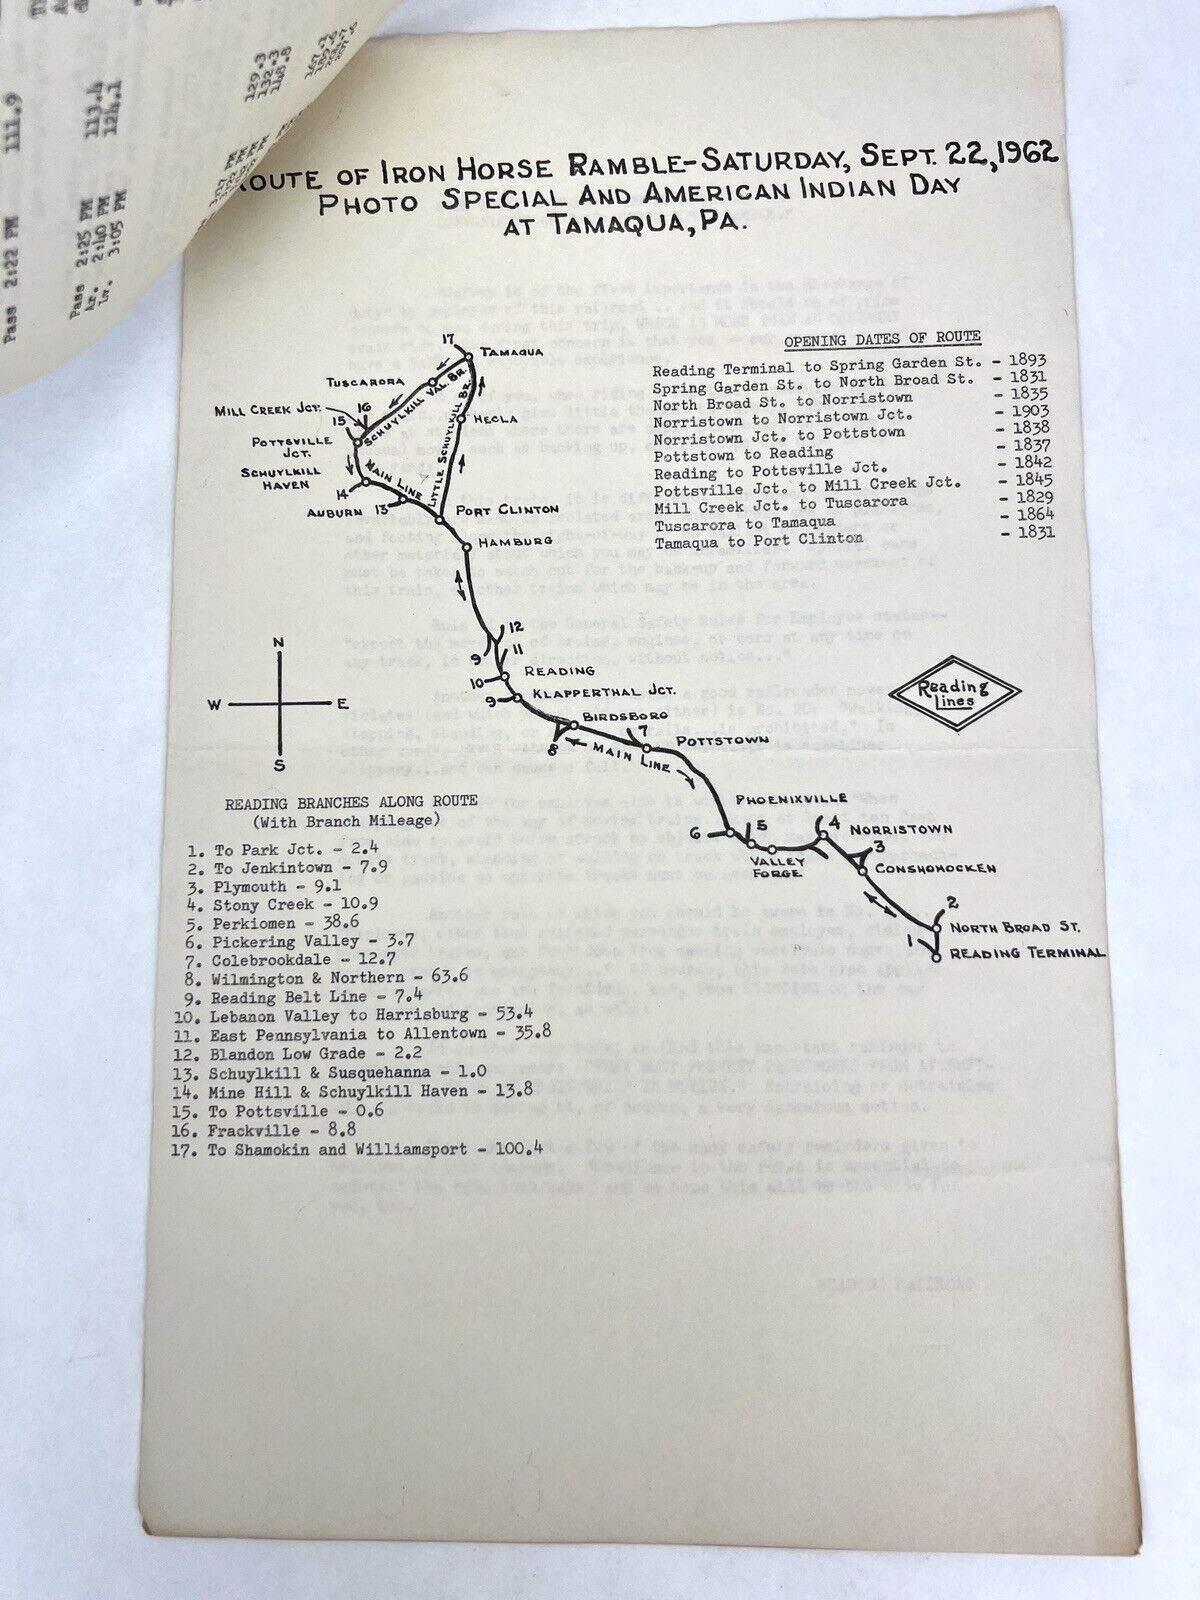 111.9
113.4
124.1
129.3
132.3
148.8
Pass 2:22 PM
Pass 2:25 PM
Ar. 2:40 PM
Lv. 3:05 PM
OUTE OF IRON HORSE RAMBLE-SATURDAY, SEPT. 22, 1962
PHOTO SPECIAL AND AMERICAN INDIAN DAY
AT TAMAQUA, PA.
OPENING DATES OF ROUTE
Reading Terminal to Spring Garden St. - 1893
Spring Garden St. to North Broad St. - 1831
North Broad St. to Norristown - 1835
Norristown to Norristown Jct. - 1903
Norristown Jct. to Pottstown - 1838
Pottstown to Reading - 1837
Reading to Pottsville Jct. - 1842
Pottsville Jct. to Mill Creek Jct. - 1845
Mill Creek Jct. to Tuscarora - 1829
Tuscarora to Tamaqua - 1864
Tamaqua to Port Clinton - 1831
17
TAMAQUA
TUSCARORA
SCHUYLKILL VAL. BR.
MILL CREEK JCT.
16
15
HECLA
LITTLE SCHUYLKILL BR.
POTTSVILLE
JCT.
SCHUYLKILL
HAVEN
MAIN LINE
14
AUBURN 13
PORT CLINTON
HAMBURG
12
9
11
READING
10
KLAPPERTHAL JCT.
9
BIRDSBORO
8
7
POTTSTOWN
MAIN LINE
PHOENIXVILLE
6
5
4
NORRISTOWN
VALLEY
FORGE
3
CONSHOHOCKEN
2
NORTH BROAD ST.
1
READING TERMINAL
N
W E
S
Reading
Lines
READING BRANCHES ALONG ROUTE
(With Branch Mileage)
1. To Park Jct. - 2.4
2. To Jenkintown - 7.9
3. Plymouth - 9.1
4. Stony Creek - 10.9
5. Perkiomen - 38.6
6. Pickering Valley - 3.7
7. Colebrookdale - 12.7
8. Wilmington & Northern - 63.6
9. Reading Belt Line - 7.4
10. Lebanon Valley to Harrisburg - 53.4
11. East Pennsylvania to Allentown - 35.8
12. Blandon Low Grade - 2.2
13. Schuylkill & Susquehanna - 1.0
14. Mine Hill & Schuylkill Haven - 13.8
15. To Pottsville - 0.6
16. Frackville - 8.8
17. To Shamokin and Williamsport - 100.4